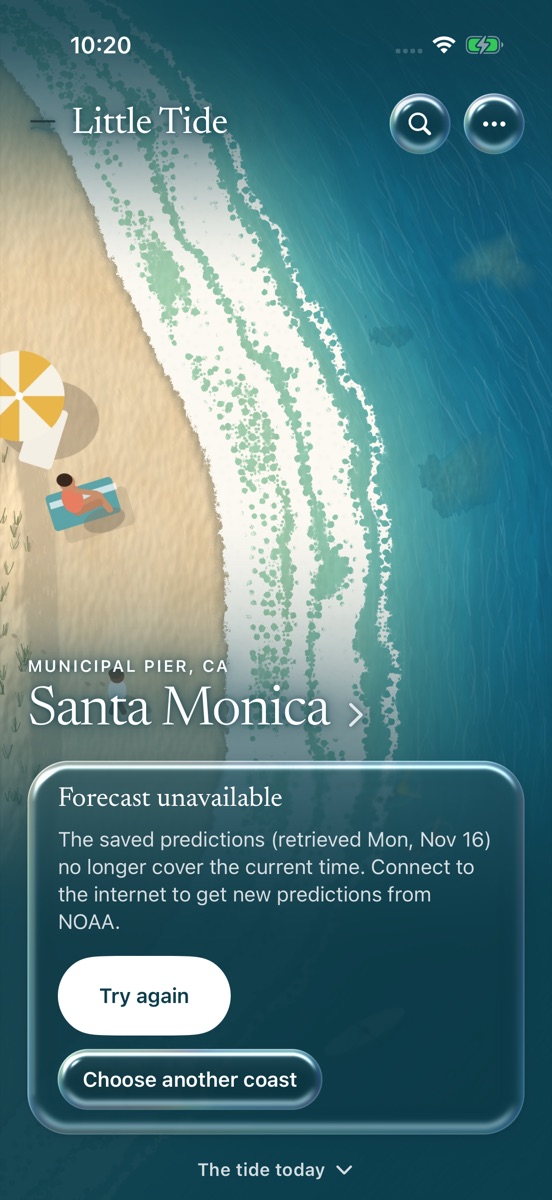 10:20
Little Tide
MUNICIPAL PIER, CA
Santa Monica
Forecast unavailable
The saved predictions (retrieved Mon, Nov 16)
no longer cover the current time. Connect to
the internet to get new predictions from
NOAA.
Try again
Choose another coast
The tide today